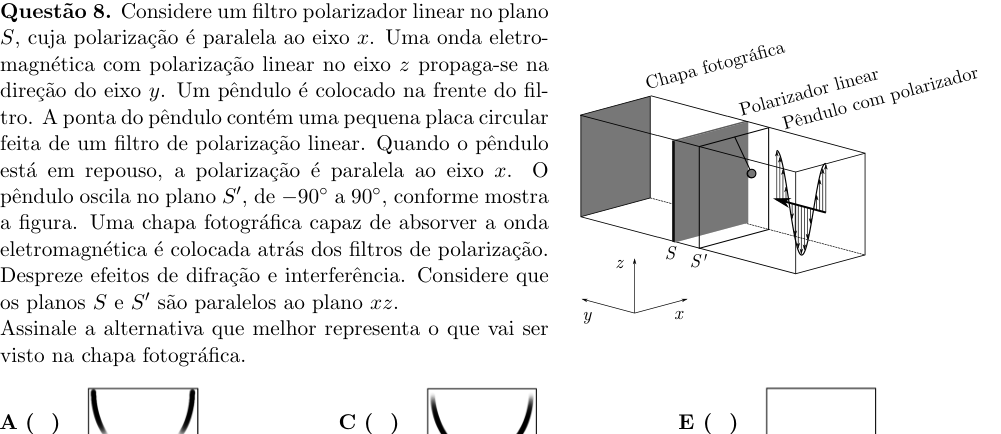 Questão 8. Considere um filtro polarizador linear no plano
S, cuja polarização é paralela ao eixo x. Uma onda eletro-
magnética com polarização linear no eixo z propaga-se na
direção do eixo y. Um pêndulo é colocado na frente do fil-
tro. A ponta do pêndulo contém uma pequena placa circular
feita de um filtro de polarização linear. Quando o pêndulo
está em repouso, a polarização é paralela ao eixo x. O
pêndulo oscila no plano S′, de −90° a 90°, conforme mostra
a figura. Uma chapa fotográfica capaz de absorver a onda
eletromagnética é colocada atrás dos filtros de polarização.
Despreze efeitos de difração e interferência. Considere que
os planos S e S′ são paralelos ao plano xz.
Assinale a alternativa que melhor representa o que vai ser
visto na chapa fotográfica.
Chapa fotográfica
Polarizador linear
Pêndulo com polarizador
S
S′
z
y
x
A ( )
C ( )
E ( )